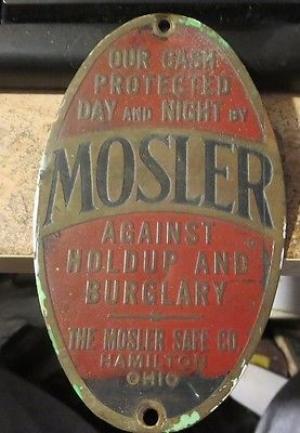 OUR CASH
PROTECTED
DAY AND NIGHT BY
MOSLER
AGAINST
HOLDUP AND
BURGLARY
THE MOSLER SAFE CO.
HAMILTON
OHIO